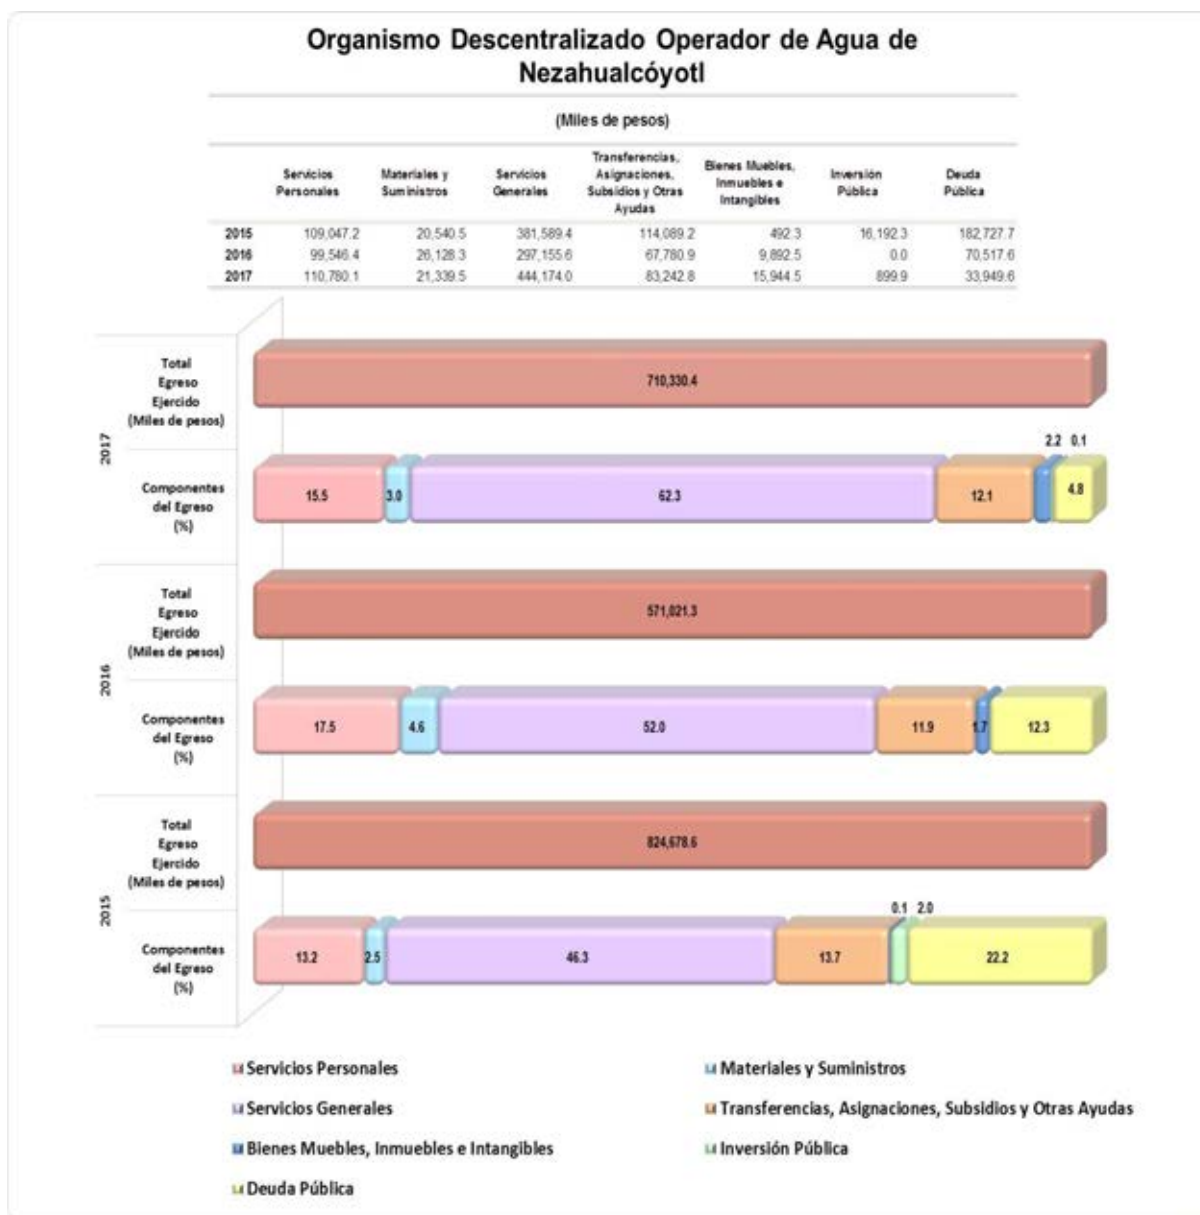 Organismo Descentralizado Operador de Agua de
Nezahualcóyotl
(Miles de pesos)
Servicios Personales Materiales y Suministros Servicios Generales Transferencias, Asignaciones, Subsidios y Otras Ayudas Bienes Muebles, Inmuebles e Intangibles Inversión Pública Deuda Pública
2015 109,047.2 20,540.5 381,589.4 114,089.2 492.3 16,192.3 182,727.7
2016 99,546.4 26,128.3 297,155.6 67,780.9 9,892.5 0.0 70,517.6
2017 110,780.1 21,339.5 444,174.0 83,242.8 15,944.5 899.9 33,949.6
2017
Total
Egreso
Ejercido
(Miles de pesos)
710,330.4
Componentes
del Egreso
(%)
15.5 3.0 62.3 12.1 2.2 0.1 4.8
2016
Total
Egreso
Ejercido
(Miles de pesos)
571,021.3
Componentes
del Egreso
(%)
17.5 4.6 52.0 11.9 1.7 12.3
2015
Total
Egreso
Ejercido
(Miles de pesos)
824,678.6
Componentes
del Egreso
(%)
13.2 2.5 46.3 13.7 0.1 2.0 22.2
Servicios Personales Materiales y Suministros
Servicios Generales Transferencias, Asignaciones, Subsidios y Otras Ayudas
Bienes Muebles, Inmuebles e Intangibles Inversión Pública
Deuda Pública